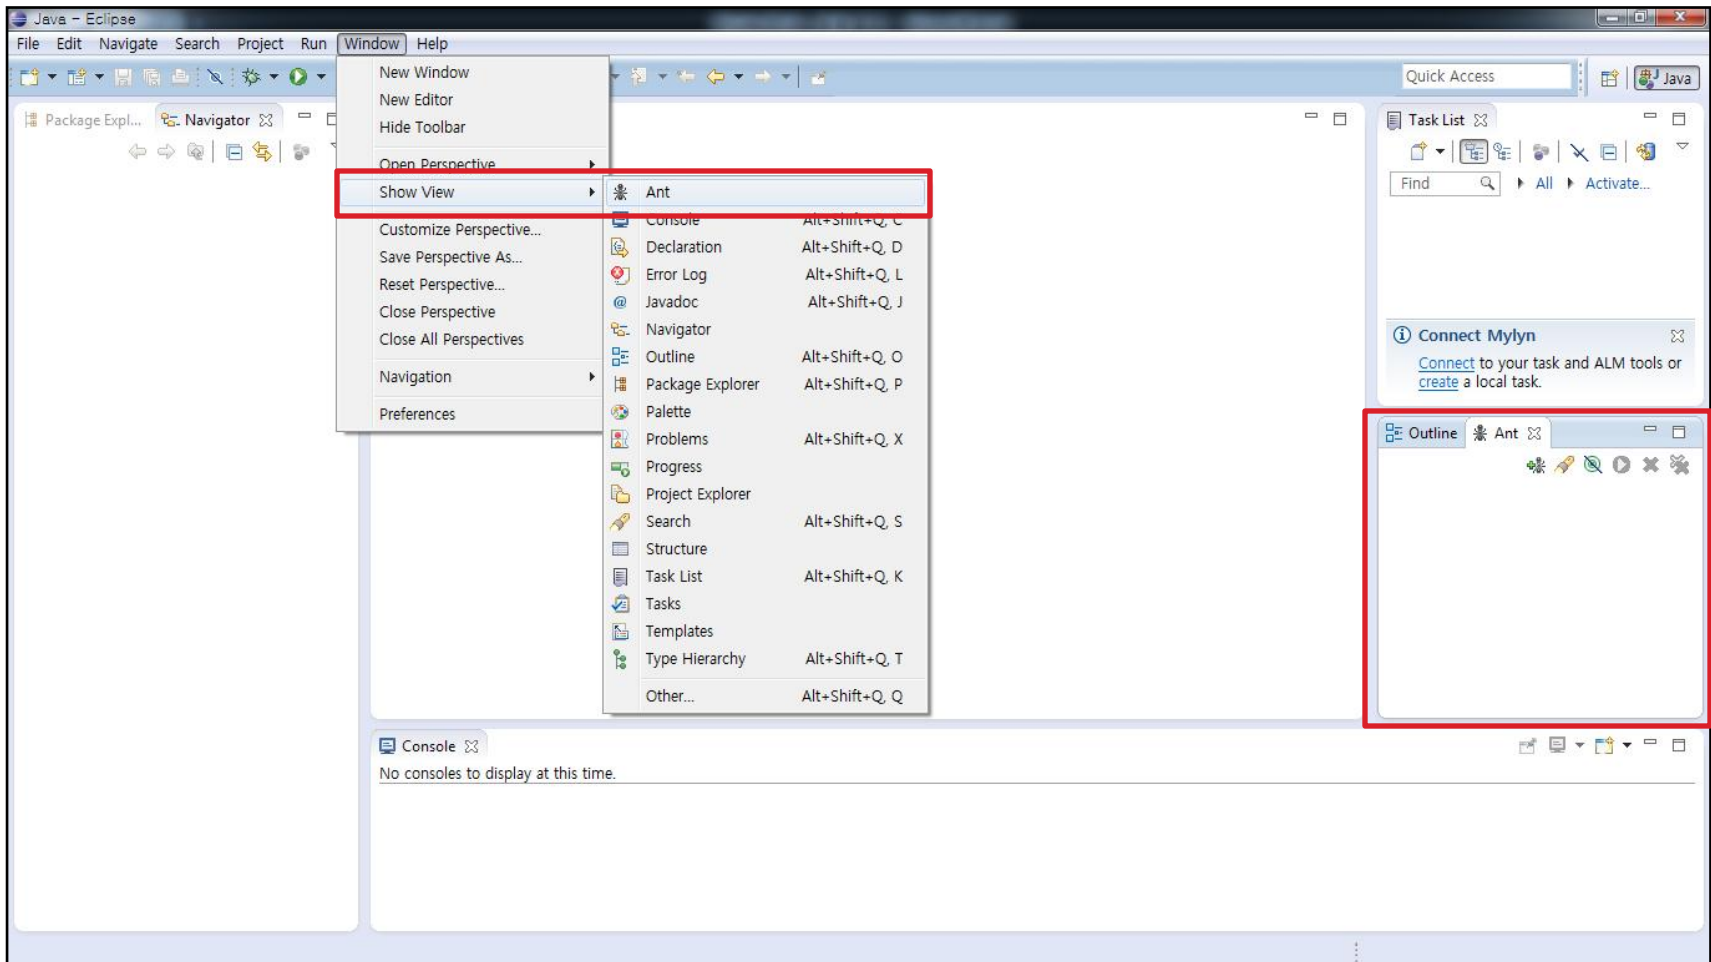 Java - Eclipse
File Edit Navigate Search Project Run Window Help
Quick Access
Java
New Window
New Editor
Hide Toolbar
Open Perspective
Show View
Customize Perspective...
Save Perspective As...
Reset Perspective...
Close Perspective
Close All Perspectives
Navigation
Preferences
Ant
Console Alt+Shift+Q, C
Declaration Alt+Shift+Q, D
Error Log Alt+Shift+Q, L
Javadoc Alt+Shift+Q, J
Navigator
Outline Alt+Shift+Q, O
Package Explorer Alt+Shift+Q, P
Palette
Problems Alt+Shift+Q, X
Progress
Project Explorer
Search Alt+Shift+Q, S
Structure
Task List Alt+Shift+Q, K
Tasks
Templates
Type Hierarchy Alt+Shift+Q, T
Other... Alt+Shift+Q, Q
Package Expl... Navigator
Task List
Find All Activate...
Connect Mylyn
Connect to your task and ALM tools or
create a local task.
Outline Ant
Console
No consoles to display at this time.